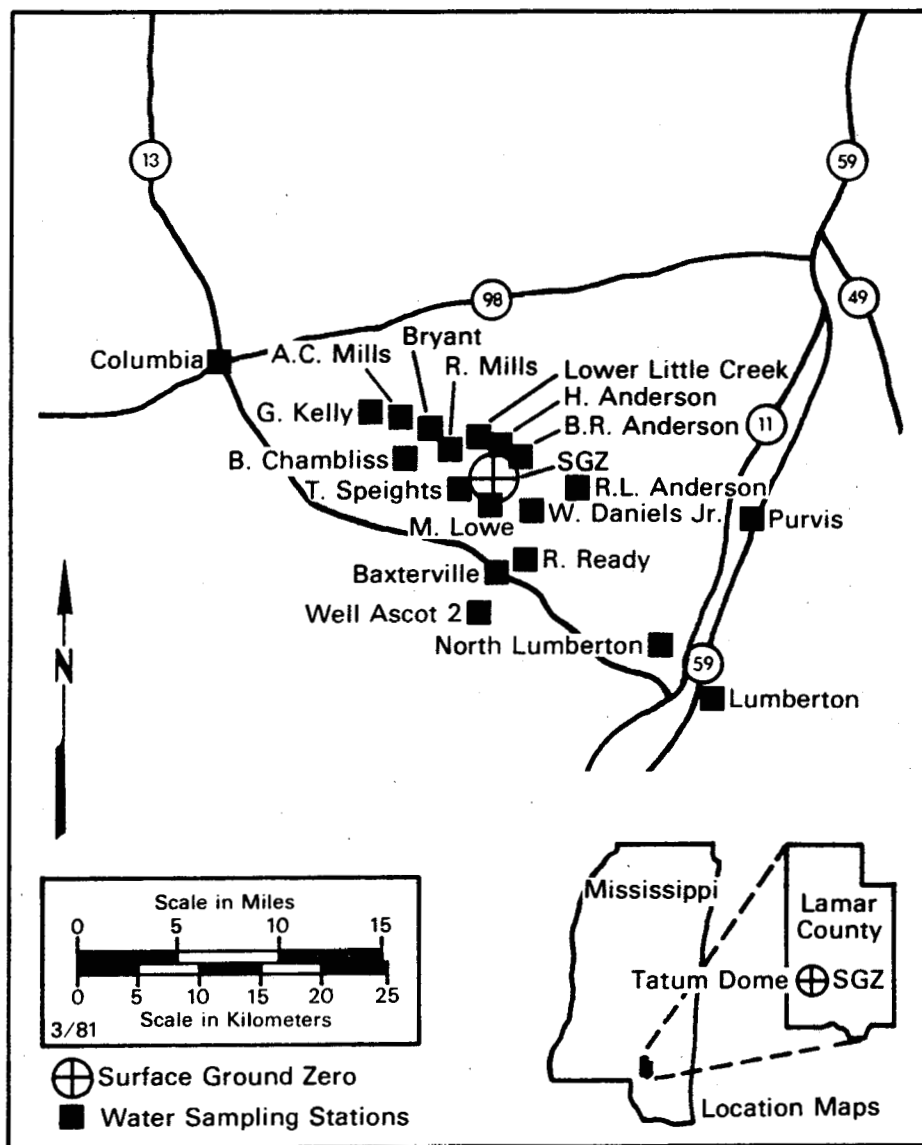 13
59
98
49
Bryant
A.C. Mills
R. Mills
Columbia
Lower Little Creek
H. Anderson
G. Kelly
B.R. Anderson
11
B. Chambliss
SGZ
T. Speights
R.L. Anderson
M. Lowe
W. Daniels Jr.
Purvis
R. Ready
Baxterville
Well Ascot 2
North Lumberton
N
59
Lumberton
Scale in Miles
0 5 10 15
0 5 10 15 20 25
Scale in Kilometers
3/81
Surface Ground Zero
Water Sampling Stations
Mississippi
Lamar
County
Tatum Dome
SGZ
Location Maps